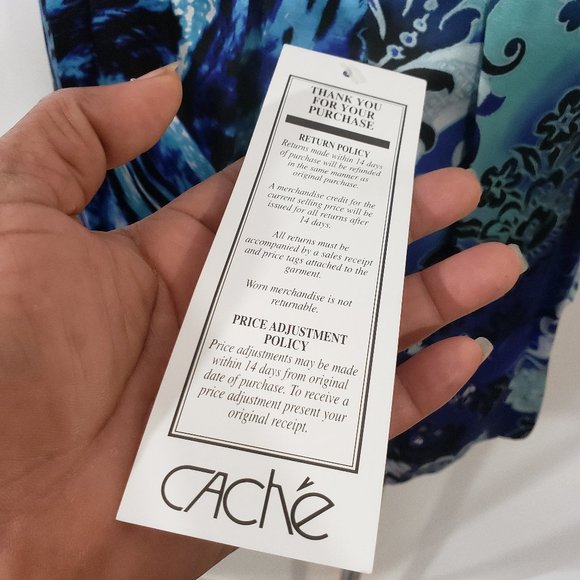 THANK YOU
FOR YOUR
PURCHASE
RETURN POLICY
Returns made within 14 days
of purchase will be refunded
in the same manner as
original purchase.
A merchandise credit for the
current selling price will be
issued for all returns after
14 days.
All returns must be
accompanied by a sales receipt
and price tags attached to the
garment.
Worn merchandise is not
returnable.
PRICE ADJUSTMENT
POLICY
Price adjustments may be made
within 14 days from original
date of purchase. To receive a
price adjustment present your
original receipt.
CACHé